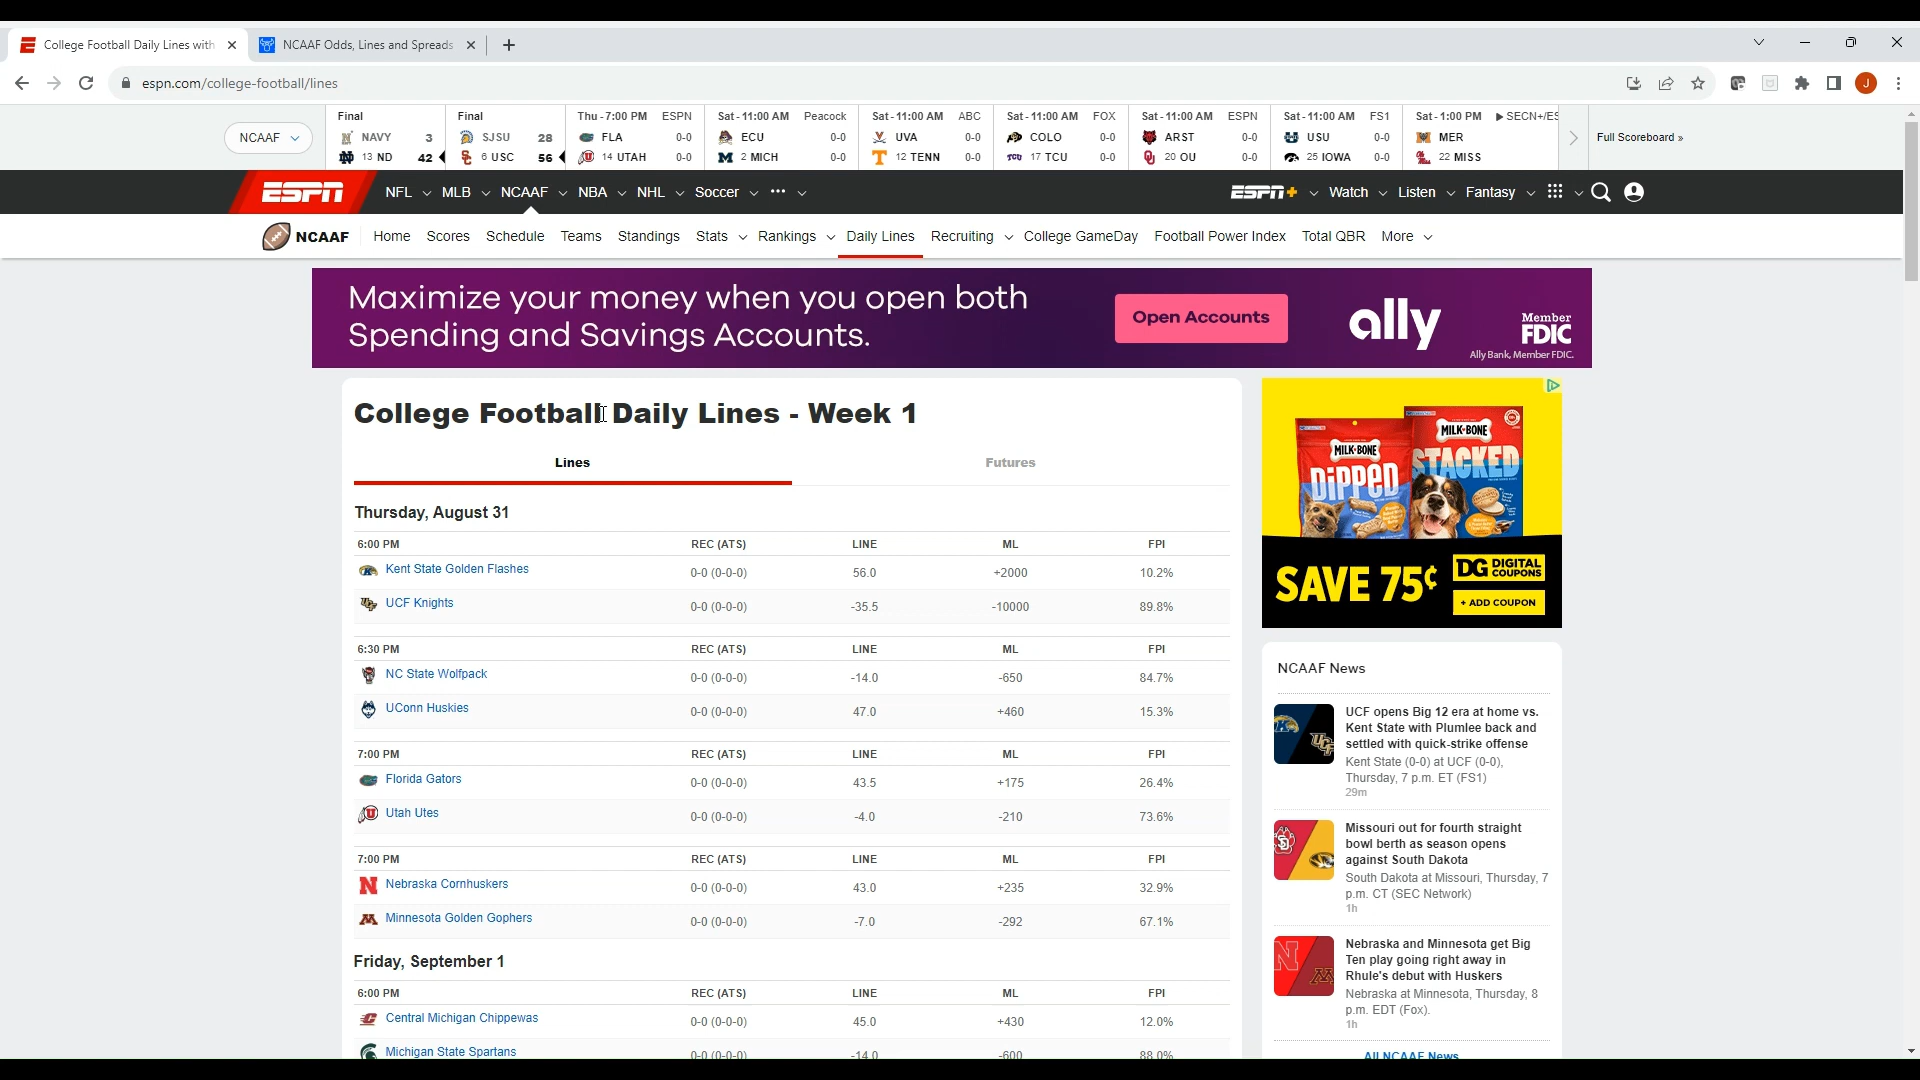 College Football Daily Lines with
NCAAF Odds, Lines and Spreads
espn.com/college-football/lines
J
NCAAF
Final
NAVY 3
13 ND 42
Final
SJSU 28
6 USC 56
Thu - 7:00 PM ESPN
FLA 0-0
14 UTAH 0-0
Sat - 11:00 AM Peacock
ECU 0-0
2 MICH 0-0
Sat - 11:00 AM ABC
UVA 0-0
12 TENN 0-0
Sat - 11:00 AM FOX
COLO 0-0
17 TCU 0-0
Sat - 11:00 AM ESPN
ARST 0-0
20 OU 0-0
Sat - 11:00 AM FS1
USU 0-0
25 IOWA 0-0
Sat - 1:00 PM SECN+/ES
MER
22 MISS
Full Scoreboard »
ESPN NFL MLB NCAAF NBA NHL Soccer ••• ESPN+ Watch Listen Fantasy
NCAAF Home Scores Schedule Teams Standings Stats Rankings Daily Lines Recruiting College GameDay Football Power Index Total QBR More
Maximize your money when you open both
Spending and Savings Accounts.
Open Accounts
ally
Member
FDIC
Ally Bank, Member FDIC.
College Football Daily Lines - Week 1
Lines Futures
Thursday, August 31
6:00 PM REC (ATS) LINE ML FPI
Kent State Golden Flashes 0-0 (0-0-0) 56.0 +2000 10.2%
UCF Knights 0-0 (0-0-0) -35.5 -10000 89.8%
6:30 PM REC (ATS) LINE ML FPI
NC State Wolfpack 0-0 (0-0-0) -14.0 -650 84.7%
UConn Huskies 0-0 (0-0-0) 47.0 +460 15.3%
7:00 PM REC (ATS) LINE ML FPI
Florida Gators 0-0 (0-0-0) 43.5 +175 26.4%
Utah Utes 0-0 (0-0-0) -4.0 -210 73.6%
7:00 PM REC (ATS) LINE ML FPI
Nebraska Cornhuskers 0-0 (0-0-0) 43.0 +235 32.9%
Minnesota Golden Gophers 0-0 (0-0-0) -7.0 -292 67.1%
Friday, September 1
6:00 PM REC (ATS) LINE ML FPI
Central Michigan Chippewas 0-0 (0-0-0) 45.0 +430 12.0%
Michigan State Spartans 0-0 (0-0-0) -14.0 -600 88.0%
MILK-BONE
DIPPED
MILK-BONE
STACKED
SAVE 75¢
DG DIGITAL
COUPONS
+ ADD COUPON
NCAAF News
UCF opens Big 12 era at home vs.
Kent State with Plumlee back and
settled with quick-strike offense
Kent State (0-0) at UCF (0-0),
Thursday, 7 p.m. ET (FS1)
29m
Missouri out for fourth straight
bowl berth as season opens
against South Dakota
South Dakota at Missouri, Thursday, 7
p.m. CT (SEC Network)
1h
Nebraska and Minnesota get Big
Ten play going right away in
Rhule's debut with Huskers
Nebraska at Minnesota, Thursday, 8
p.m. EDT (Fox).
1h
All NCAAF News